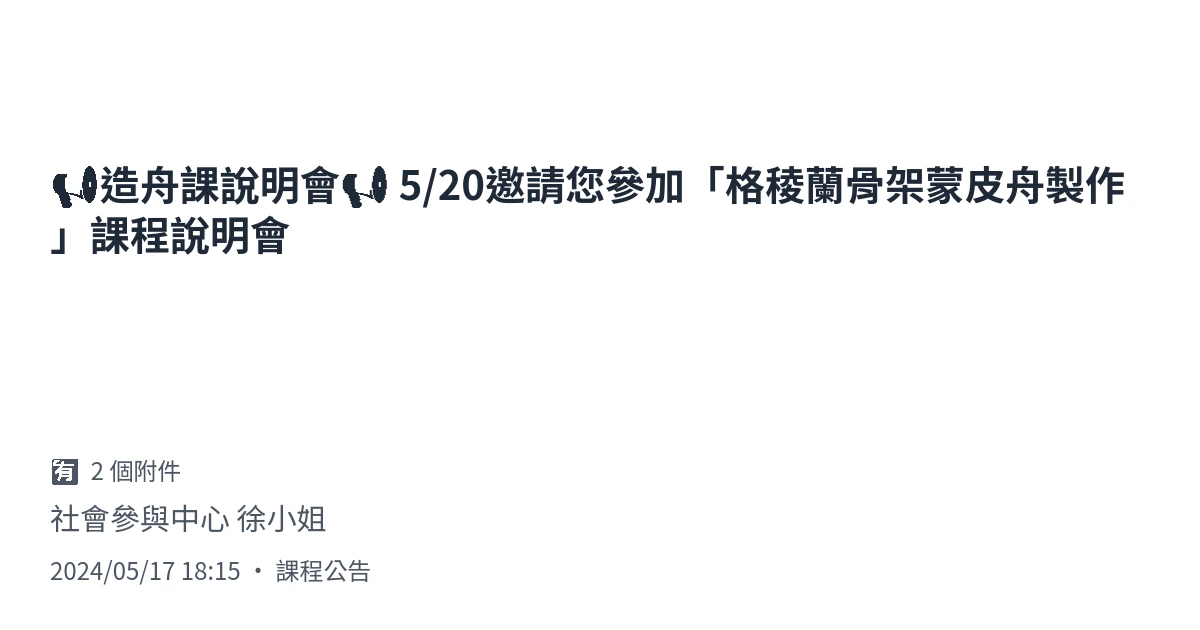 📢造舟課說明會📢 5/20邀請您參加「格稜蘭骨架蒙皮舟製作
」課程說明會
🈶 2 個附件
社會參與中心 徐小姐
2024/05/17 18:15 • 課程公告